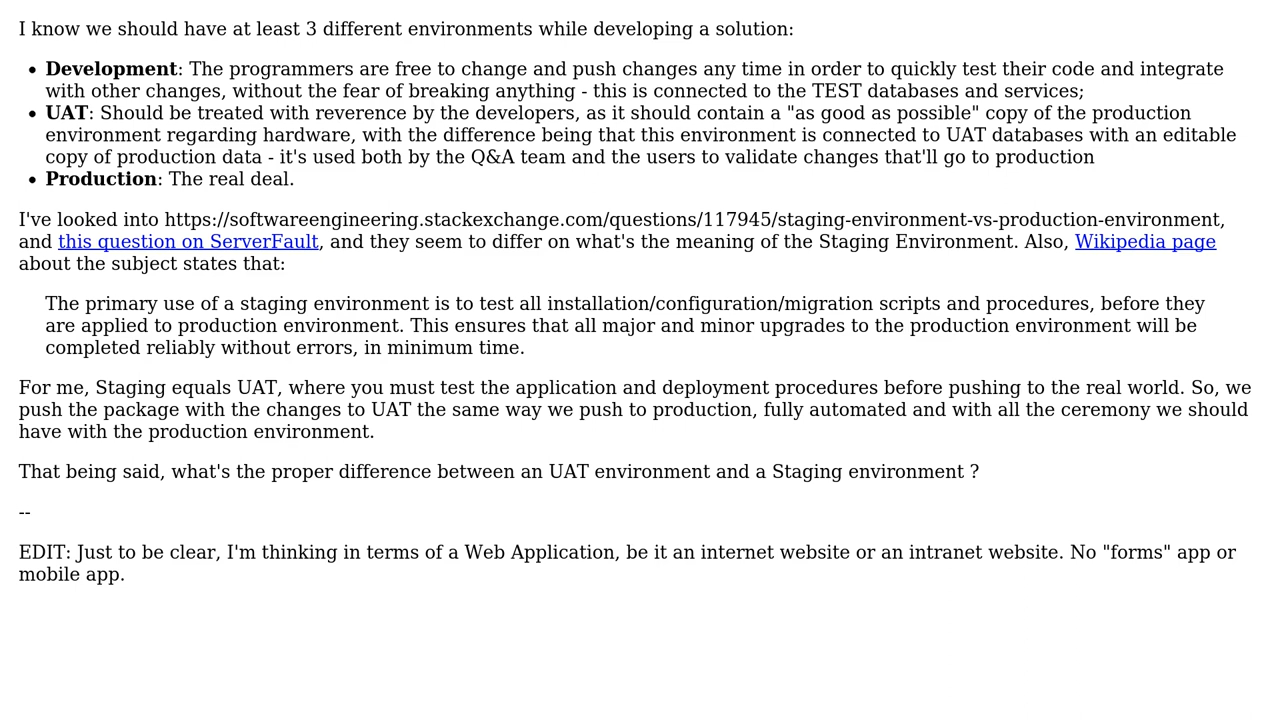 I know we should have at least 3 different environments while developing a solution:
• Development: The programmers are free to change and push changes any time in order to quickly test their code and integrate
with other changes, without the fear of breaking anything - this is connected to the TEST databases and services;
• UAT: Should be treated with reverence by the developers, as it should contain a "as good as possible" copy of the production
environment regarding hardware, with the difference being that this environment is connected to UAT databases with an editable
copy of production data - it's used both by the Q&A team and the users to validate changes that'll go to production
• Production: The real deal.
I've looked into https://softwareengineering.stackexchange.com/questions/117945/staging-environment-vs-production-environment,
and this question on ServerFault, and they seem to differ on what's the meaning of the Staging Environment. Also, Wikipedia page
about the subject states that:
The primary use of a staging environment is to test all installation/configuration/migration scripts and procedures, before they
are applied to production environment. This ensures that all major and minor upgrades to the production environment will be
completed reliably without errors, in minimum time.
For me, Staging equals UAT, where you must test the application and deployment procedures before pushing to the real world. So, we
push the package with the changes to UAT the same way we push to production, fully automated and with all the ceremony we should
have with the production environment.
That being said, what's the proper difference between an UAT environment and a Staging environment ?
--
EDIT: Just to be clear, I'm thinking in terms of a Web Application, be it an internet website or an intranet website. No "forms" app or
mobile app.